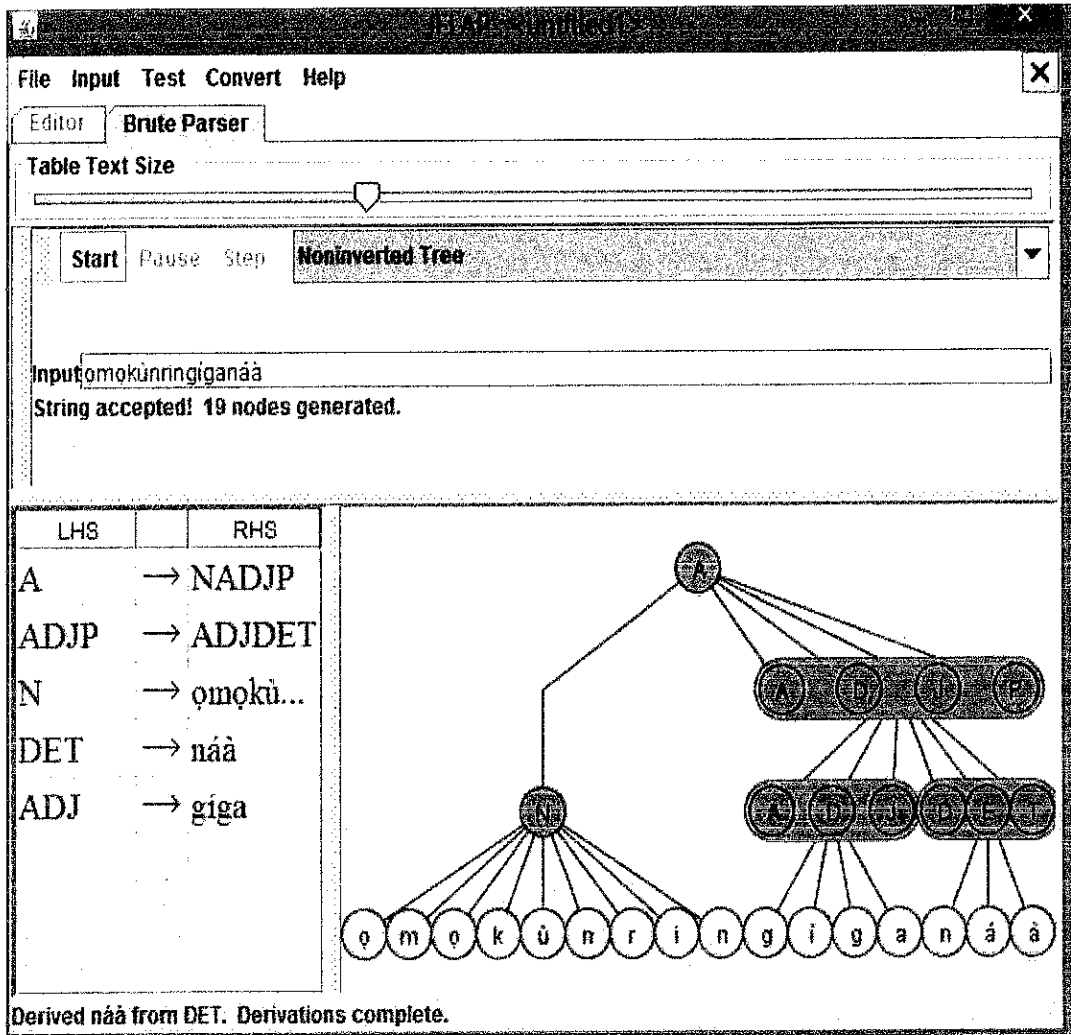 File Input Test Convert Help
Editor Brute Parser
Table Text Size
Start Pause Step Noninverted Tree
Input ọmọkùnringíganáà
String accepted! 19 nodes generated.
LHS RHS
A → NADJP
ADJP → ADJDET
N → ọmọkù...
DET → náà
ADJ → gíga
A
A D J P
N A D J D E T
ọ m ọ k ù n r i n g í g a n á à
Derived náà from DET. Derivations complete.